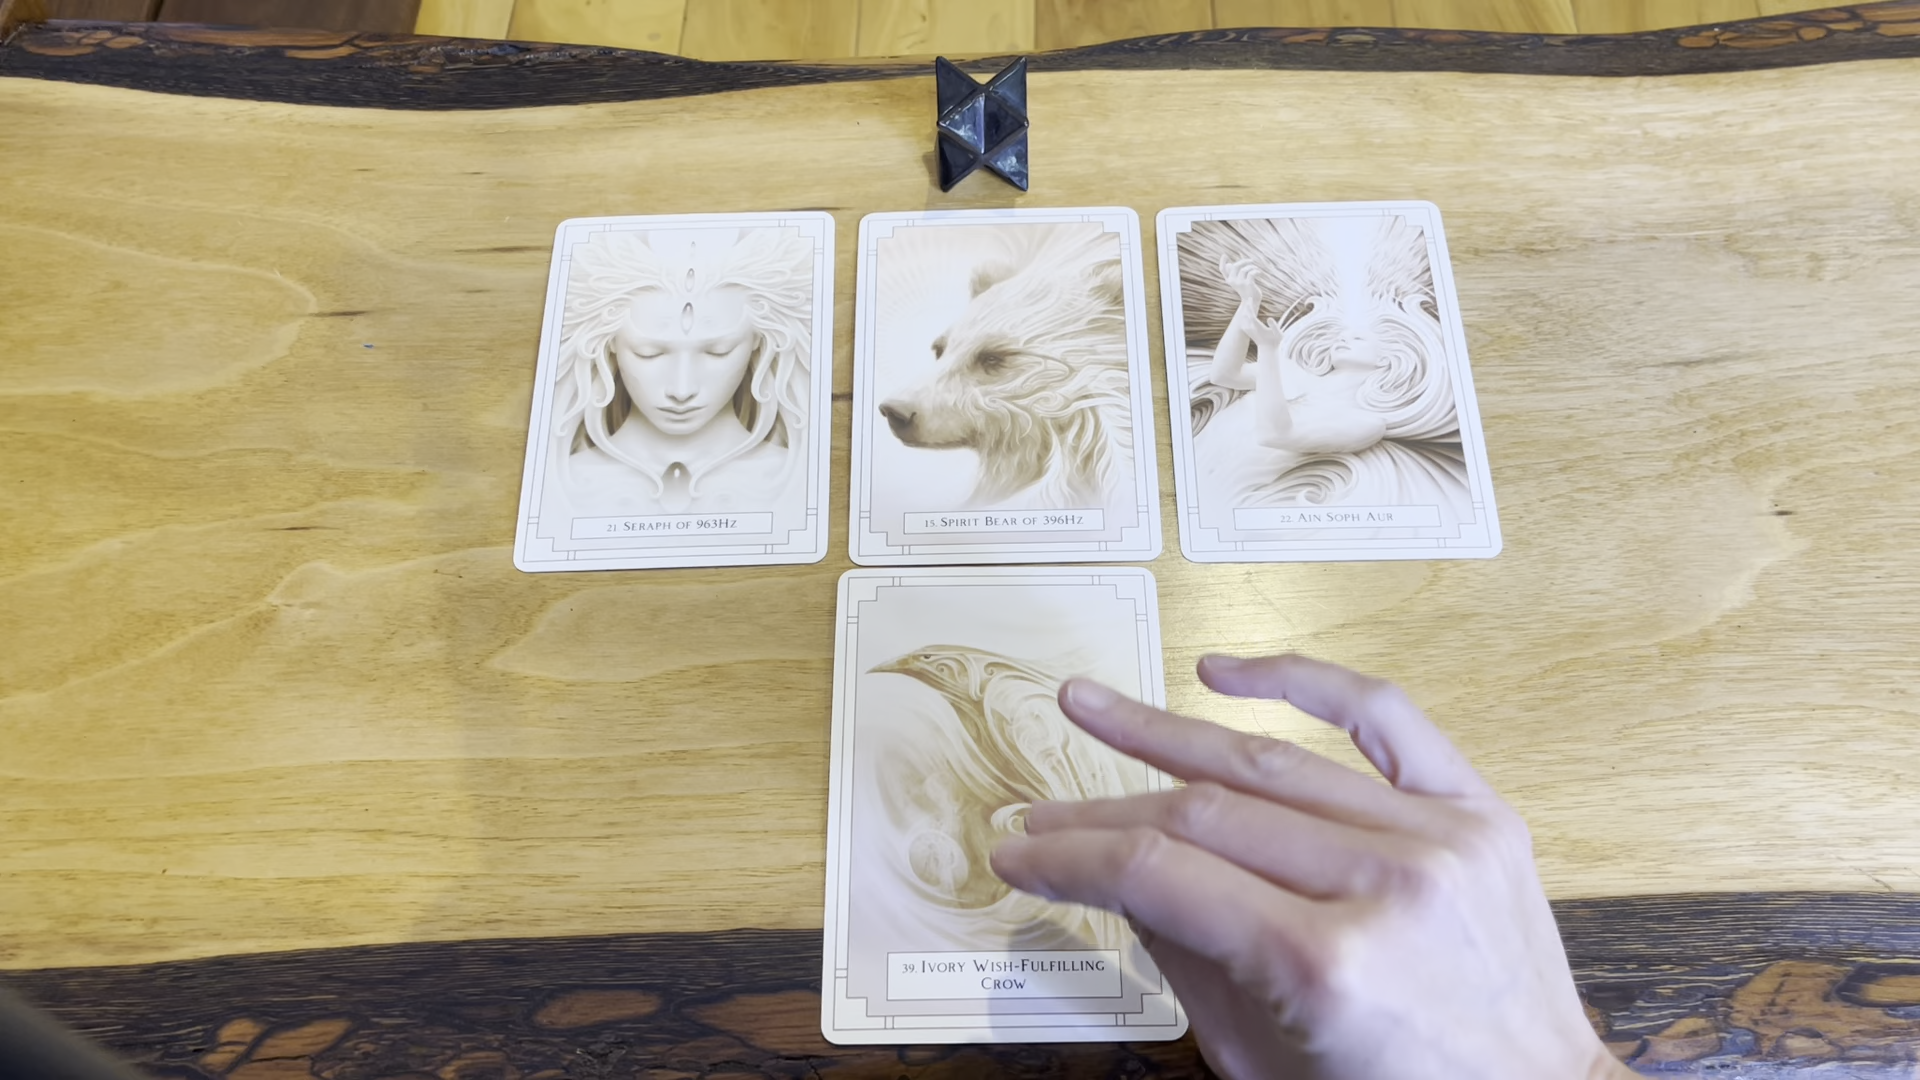 21 Seraph of 963Hz
15. Spirit Bear of 396Hz
22 Ain Soph Aur
39. Ivory Wish-Fulfilling
Crow